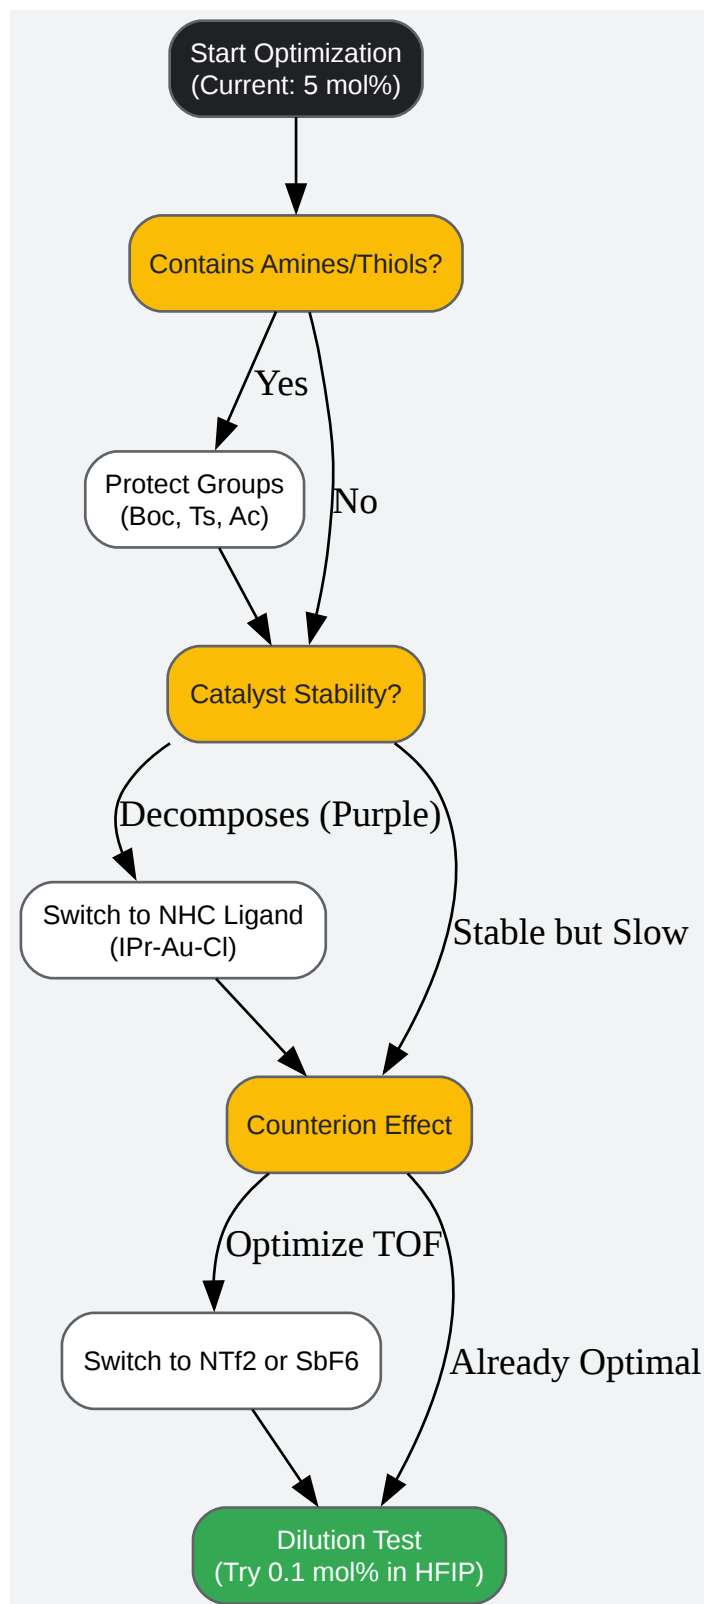 Start Optimization
(Current: 5 mol%)
Contains Amines/Thiols?
Yes
Protect Groups
(Boc, Ts, Ac)
No
Catalyst Stability?
Decomposes (Purple)
Switch to NHC Ligand
(IPr-Au-Cl)
Stable but Slow
Counterion Effect
Optimize TOF
Switch to NTf2 or SbF6
Already Optimal
Dilution Test
(Try 0.1 mol% in HFIP)